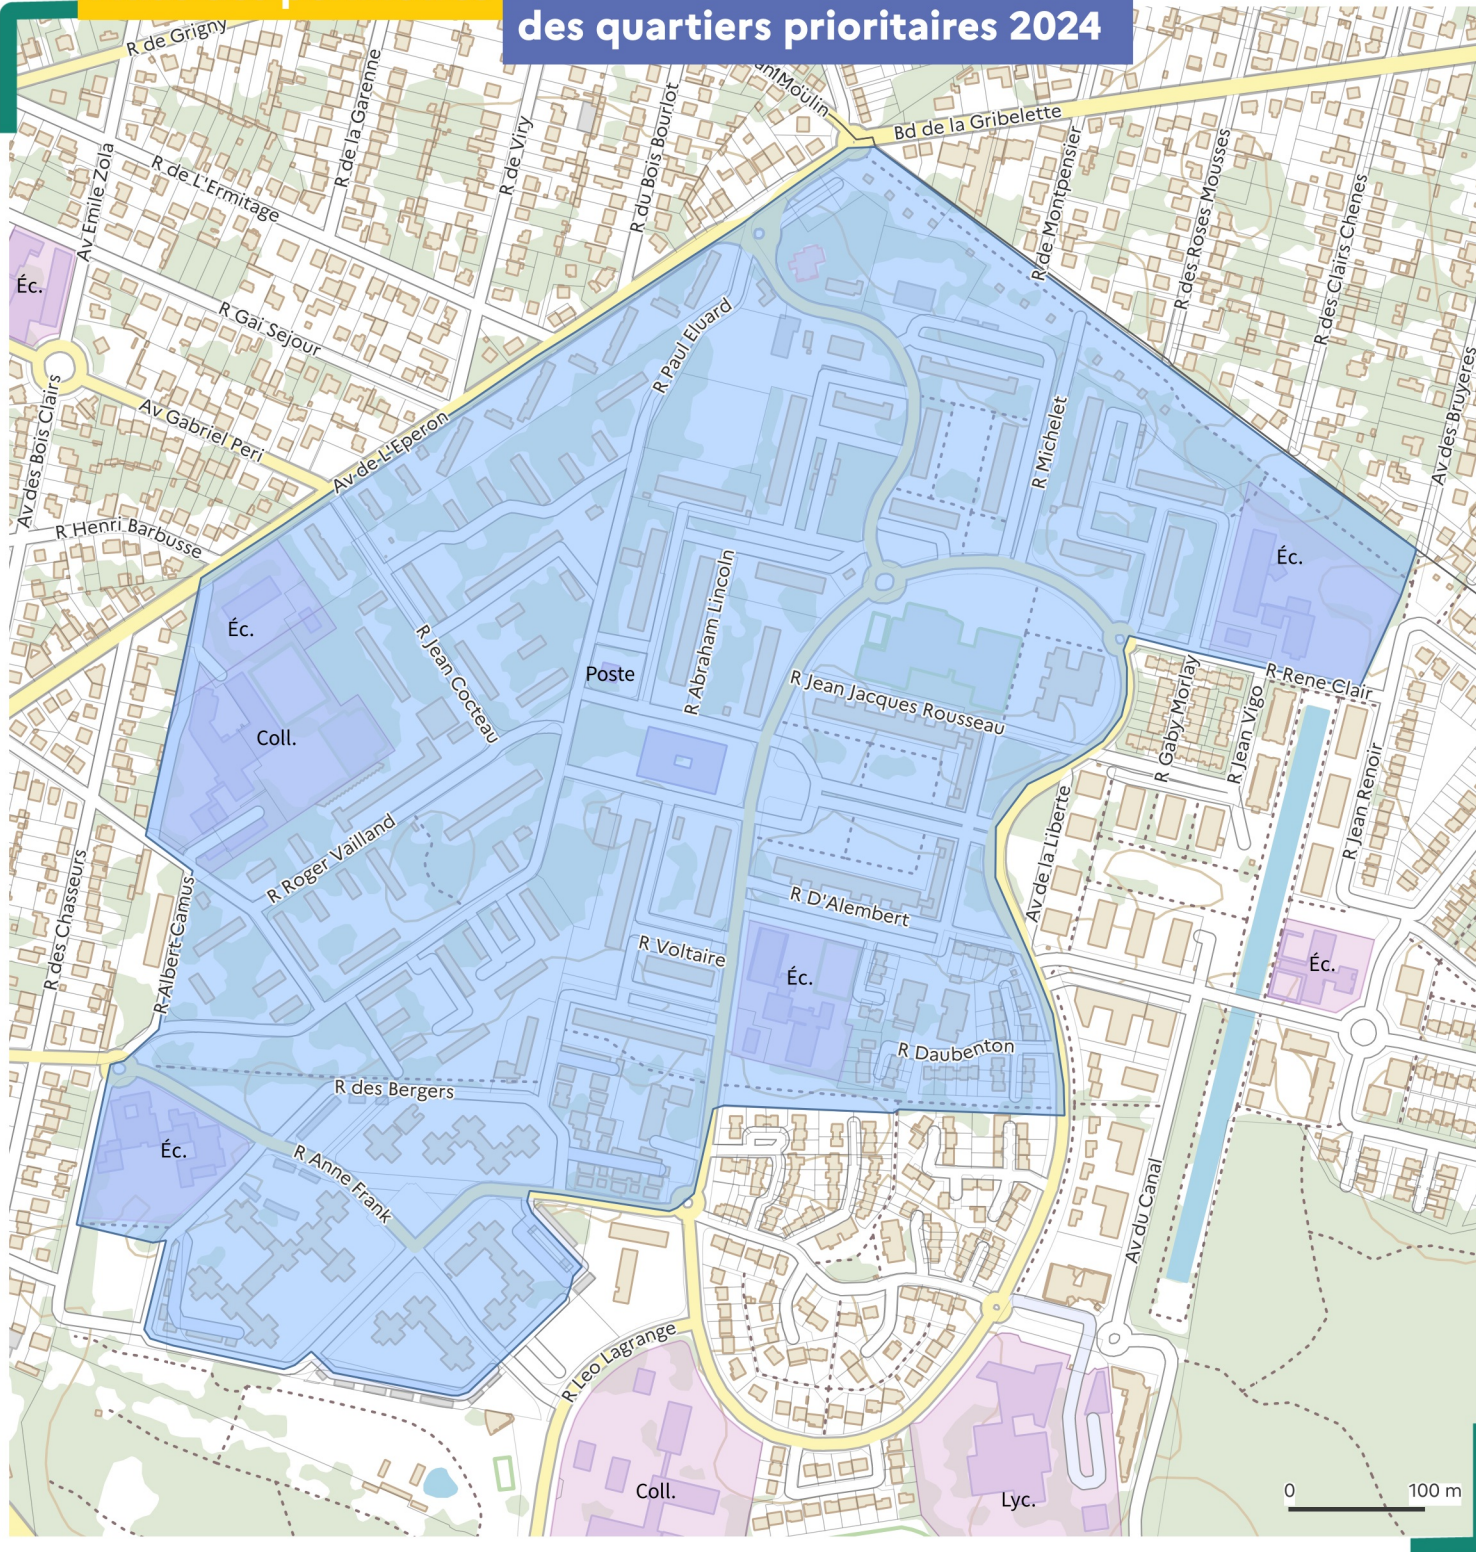 des quartiers prioritaires 2024
R de Grigny
R de la Garenne
R de Viry
R du Bois Bourlot
Moulin
Bd de la Gribelette
R de L'Ermitage
Av Emile Zola
R de Montpensier
R des Roses Mousses
R des Clairs Chenes
Av des Bruyeres
Éc.
R Gai Sejour
R Paul Eluard
R Michelet
Av des Bois Clairs
Av Gabriel Peri
Av de L'Eperon
R Henri Barbusse
Éc.
Éc.
R Jean Cocteau
Poste
R Abraham Lincoln
R Jean Jacques Rousseau
R Rene Clair
R Gaby Morlay
R Jean Vigo
R Jean Renoir
Coll.
R Roger Vailland
Av de la Liberte
R des Chasseurs
R Albert Camus
R D'Alembert
R Voltaire
Éc.
Éc.
R Daubenton
R des Bergers
Éc.
R Anne Frank
Av du Canal
R Leo Lagrange
Coll.
Lyc.
0 100 m